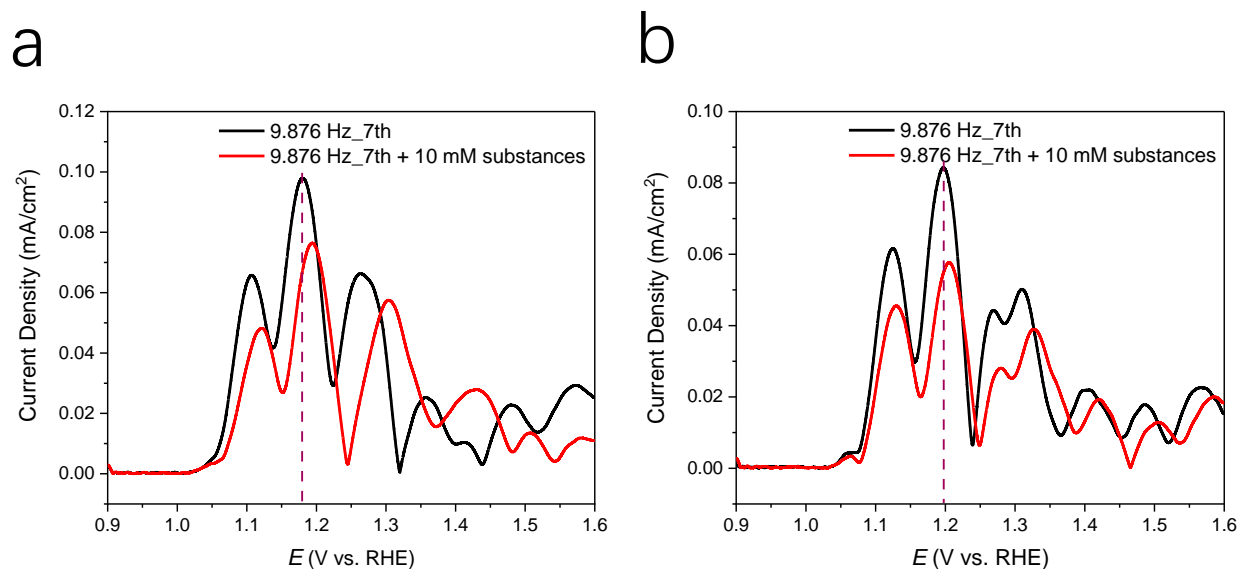 a
9.876 Hz_7th
9.876 Hz_7th + 10 mM substances
Current Density (mA/cm²)
0.12
0.10
0.08
0.06
0.04
0.02
0.00
0.9 1.0 1.1 1.2 1.3 1.4 1.5 1.6
E (V vs. RHE)
b
9.876 Hz_7th
9.876 Hz_7th + 10 mM substances
Current Density (mA/cm²)
0.10
0.08
0.06
0.04
0.02
0.00
0.9 1.0 1.1 1.2 1.3 1.4 1.5 1.6
E (V vs. RHE)